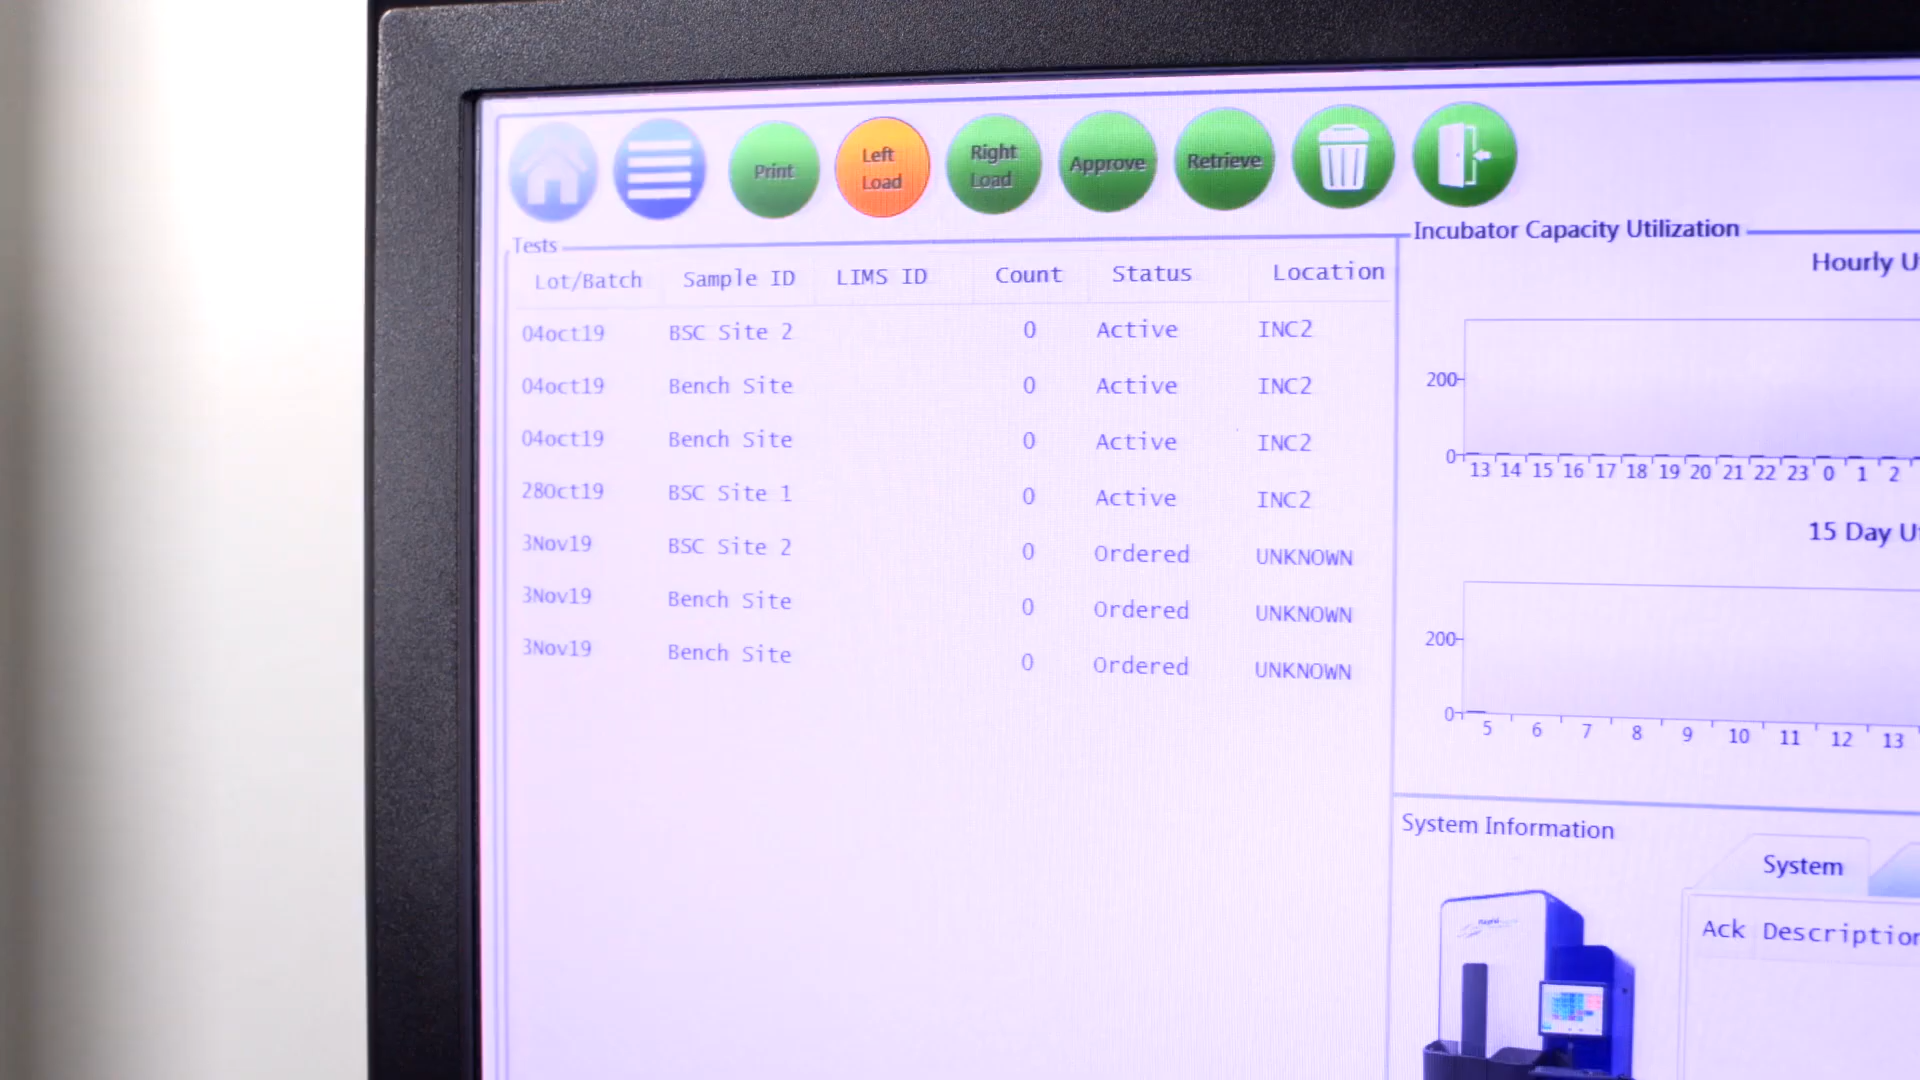 Print
Left Load
Right Load
Approve
Retrieve
Tests
Lot/Batch Sample ID LIMS ID Count Status Location
04oct19 BSC Site 2 0 Active INC2
04oct19 Bench Site 0 Active INC2
04oct19 Bench Site 0 Active INC2
28Oct19 BSC Site 1 0 Active INC2
3Nov19 BSC Site 2 0 Ordered UNKNOWN
3Nov19 Bench Site 0 Ordered UNKNOWN
3Nov19 Bench Site 0 Ordered UNKNOWN
Incubator Capacity Utilization
Hourly U
200
0
13 14 15 16 17 18 19 20 21 22 23 0 1 2
15 Day U
200
0
5 6 7 8 9 10 11 12 13
System Information
System
Ack Description